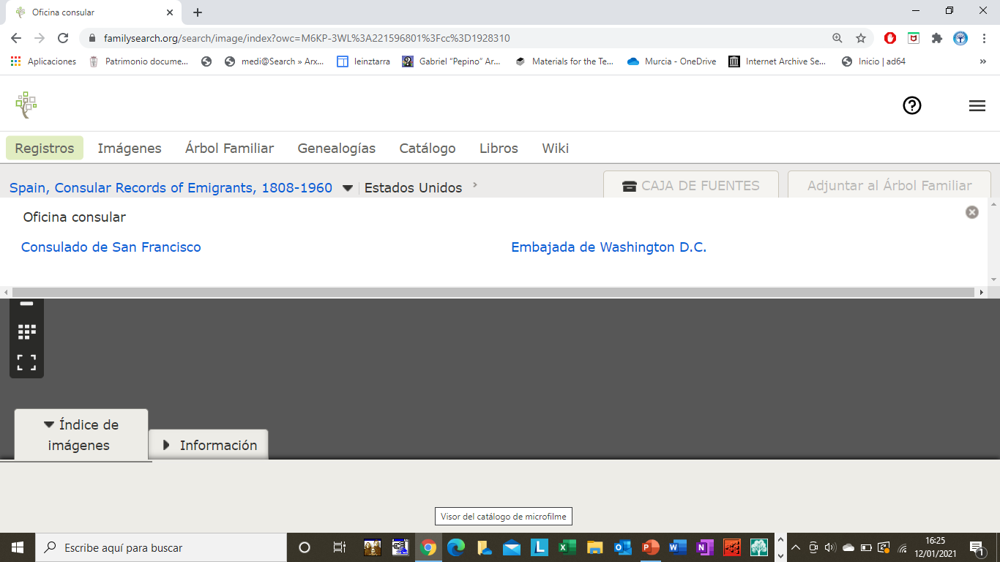 Oficina consular
familysearch.org/search/image/index?owc=M6KP-3WL%3A221596801%3Fcc%3D1928310
Aplicaciones
Patrimonio docume...
medi@Search » Arx...
leinztarra
Gabriel “Pepino” Ar...
Materials for the Te...
Murcia - OneDrive
Internet Archive Se...
Inicio | ad64
»
Registros
Imágenes
Árbol Familiar
Genealogías
Catálogo
Libros
Wiki
Spain, Consular Records of Emigrants, 1808-1960
Estados Unidos
CAJA DE FUENTES
Adjuntar al Árbol Familiar
Oficina consular
Consulado de San Francisco
Embajada de Washington D.C.
Índice de
imágenes
Información
Visor del catálogo de microfilme
Escribe aquí para buscar
16:25
12/01/2021
1